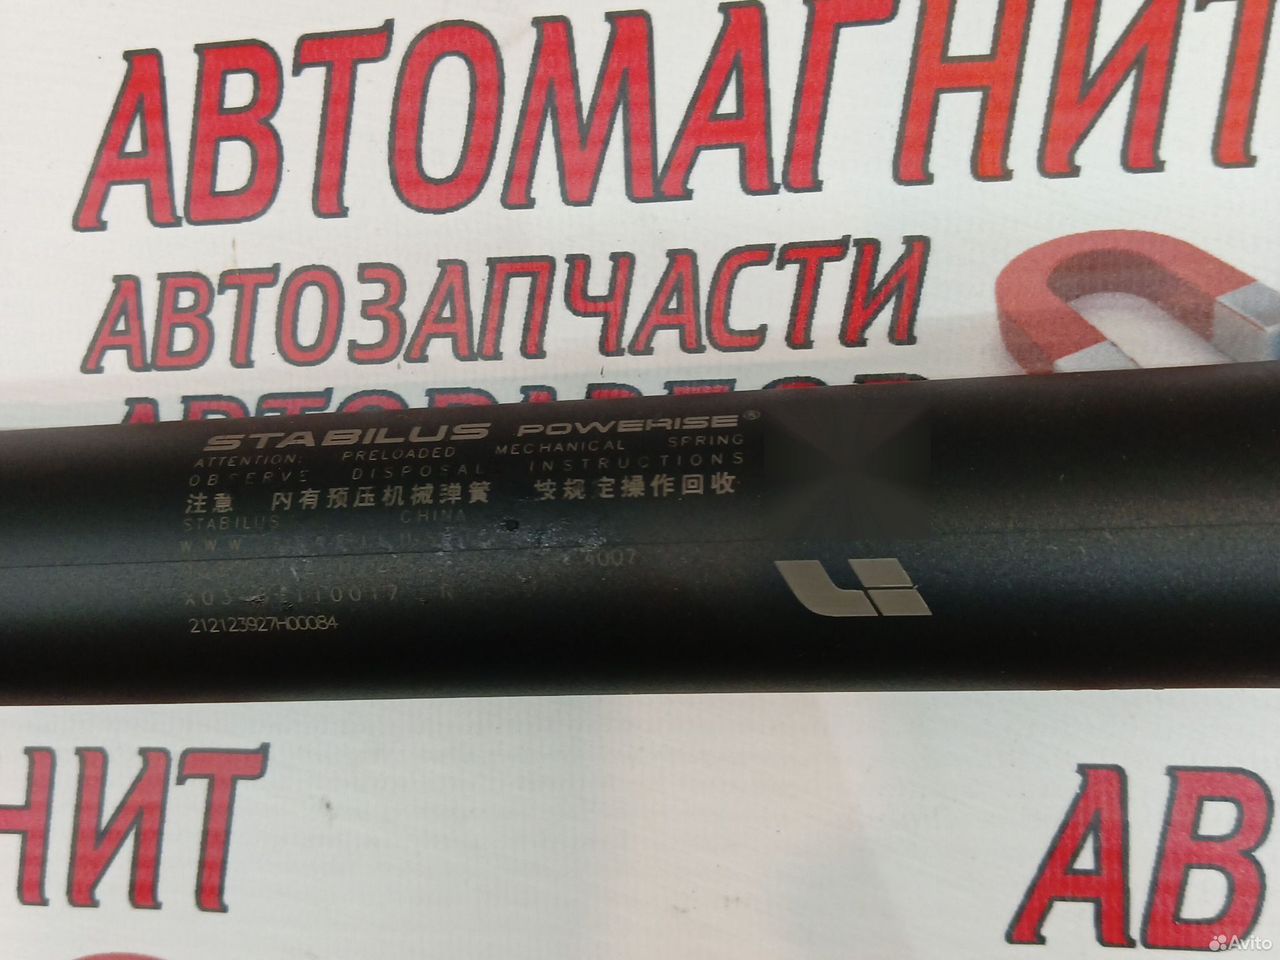 АВТОМАГНИТ
АВТОЗАПЧАСТИ
STABILUS POWERISE®
ATTENTION: PRELOADED MECHANICAL SPRING
OBSERVE DISPOSAL INSTRUCTIONS
注意 内有预压机械弹簧 按规定操作回收
STABILUS CHINA
212123927H00084
НИТ
АВ
Avito